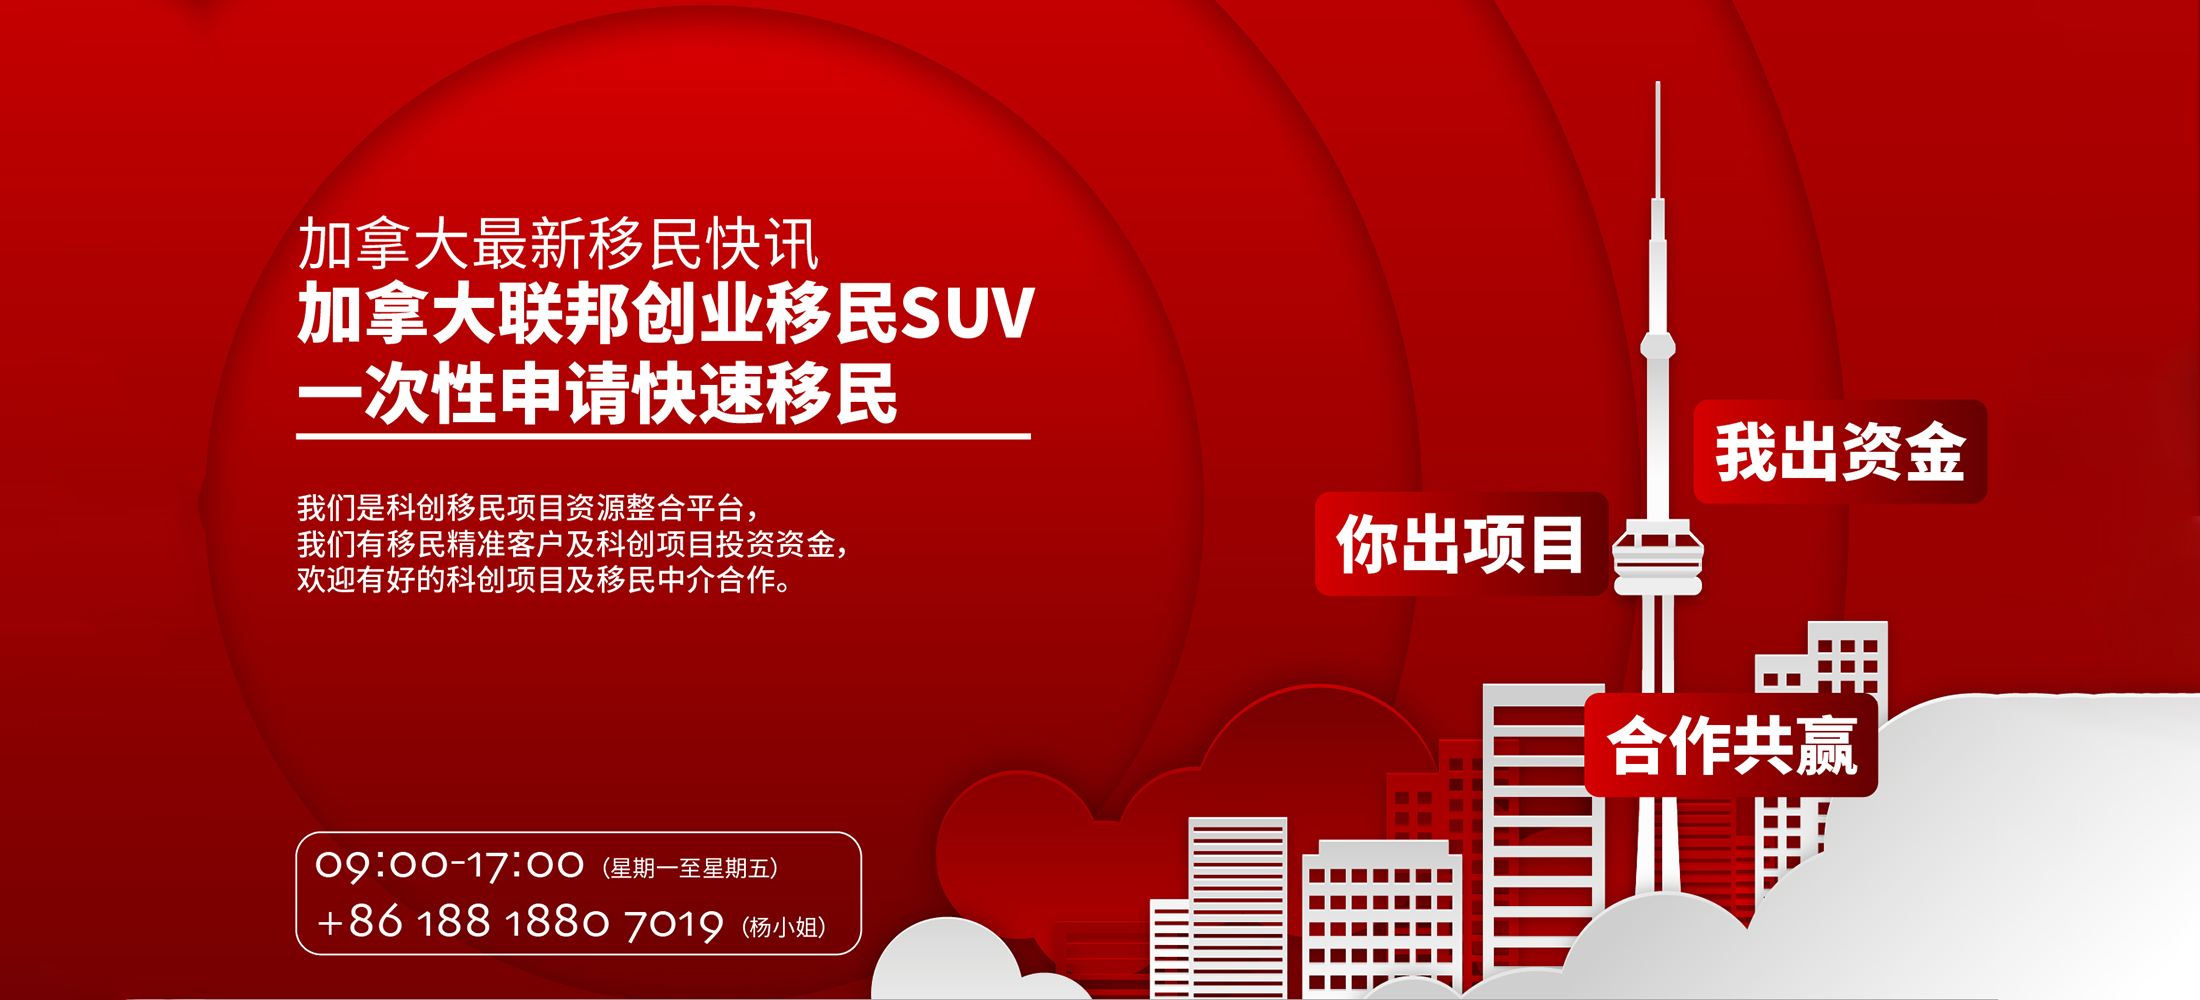 加拿大最新移民快讯
加拿大联邦创业移民SUV
一次性申请快速移民
我们是科创移民项目资源整合平台,
我们有移民精准客户及科创项目投资资金,
欢迎有好的科创项目及移民中介合作。
我出资金
你出项目
合作共赢
09:00-17:00 (星期一至星期五)
+86 188 1880 7019 (杨小姐)